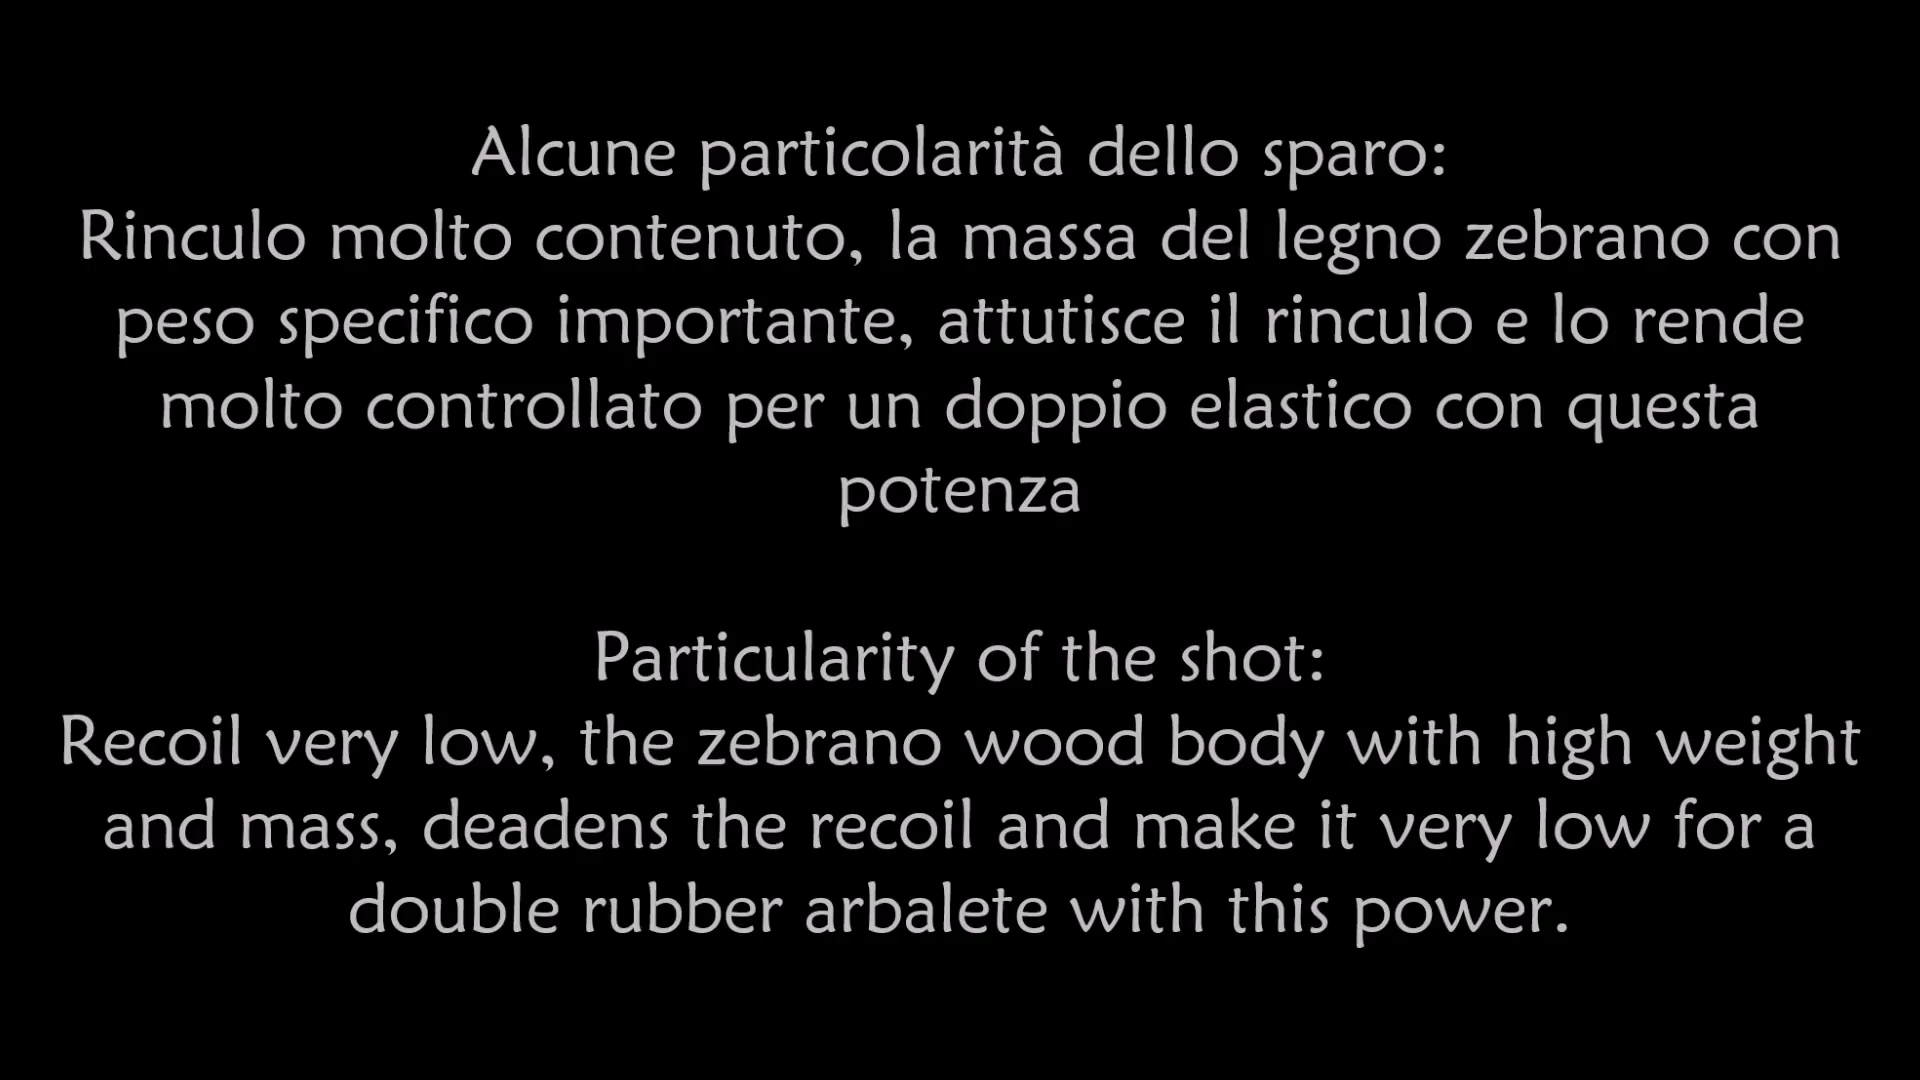 Alcune particolarità dello sparo:
Rinculo molto contenuto, la massa del legno zebrano con
peso specifico importante, attutisce il rinculo e lo rende
molto controllato per un doppio elastico con questa
potenza
Particularity of the shot:
Recoil very low, the zebrano wood body with high weight
and mass, deadens the recoil and make it very low for a
double rubber arbalete with this power.